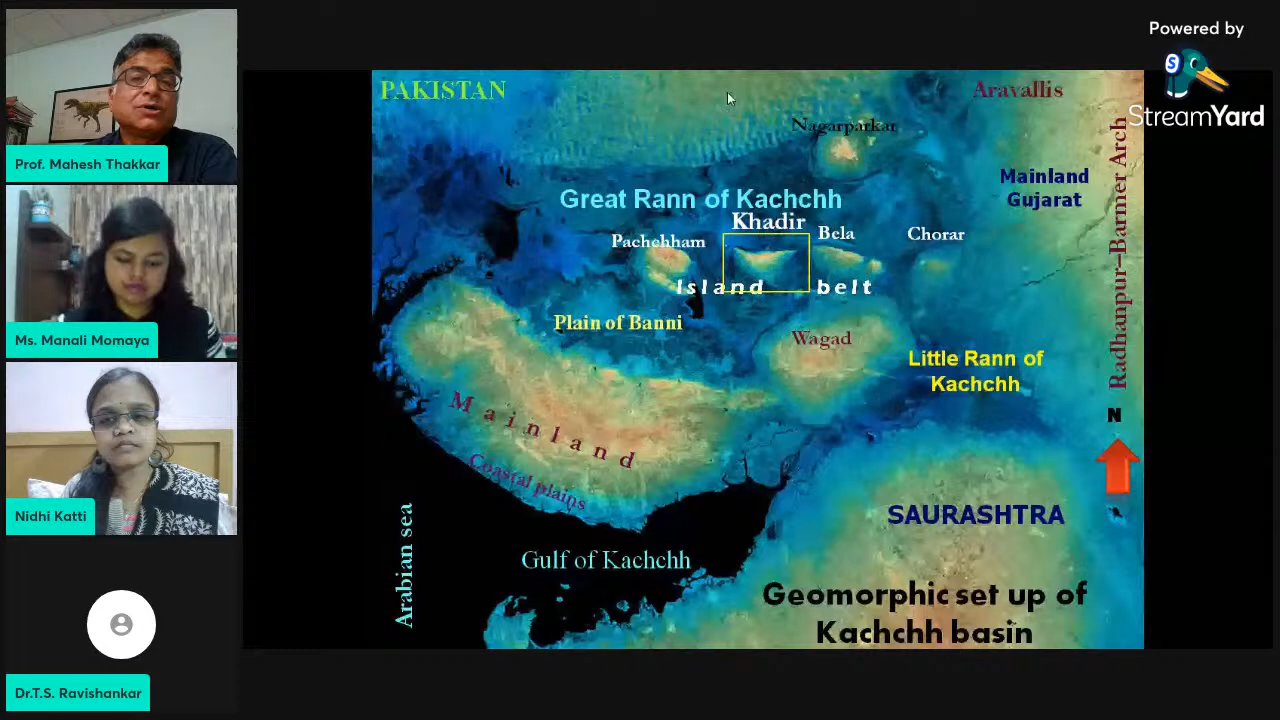 Prof. Mahesh Thakkar
Ms. Manali Momaya
Nidhi Katti
Dr.T.S. Ravishankar
Powered by
S
StreamYard
PAKISTAN
Aravallis
Nagarparkar
Mainland
Gujarat
Radhanpur–Barmer Arch
Great Rann of Kachchh
Khadir
Pachchham
Bela
Chorar
Island belt
Plain of Banni
Wagad
Little Rann of
Kachchh
Mainland
Coastal plains
N
SAURASHTRA
Arabian sea
Gulf of Kachchh
Geomorphic set up of
Kachchh basin